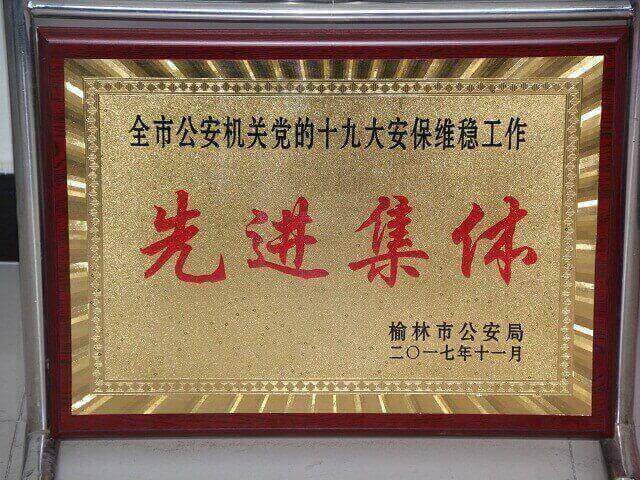 全市公安机关党的十九大安保维稳工作
先进集体
榆林市公安局
二〇一七年十一月